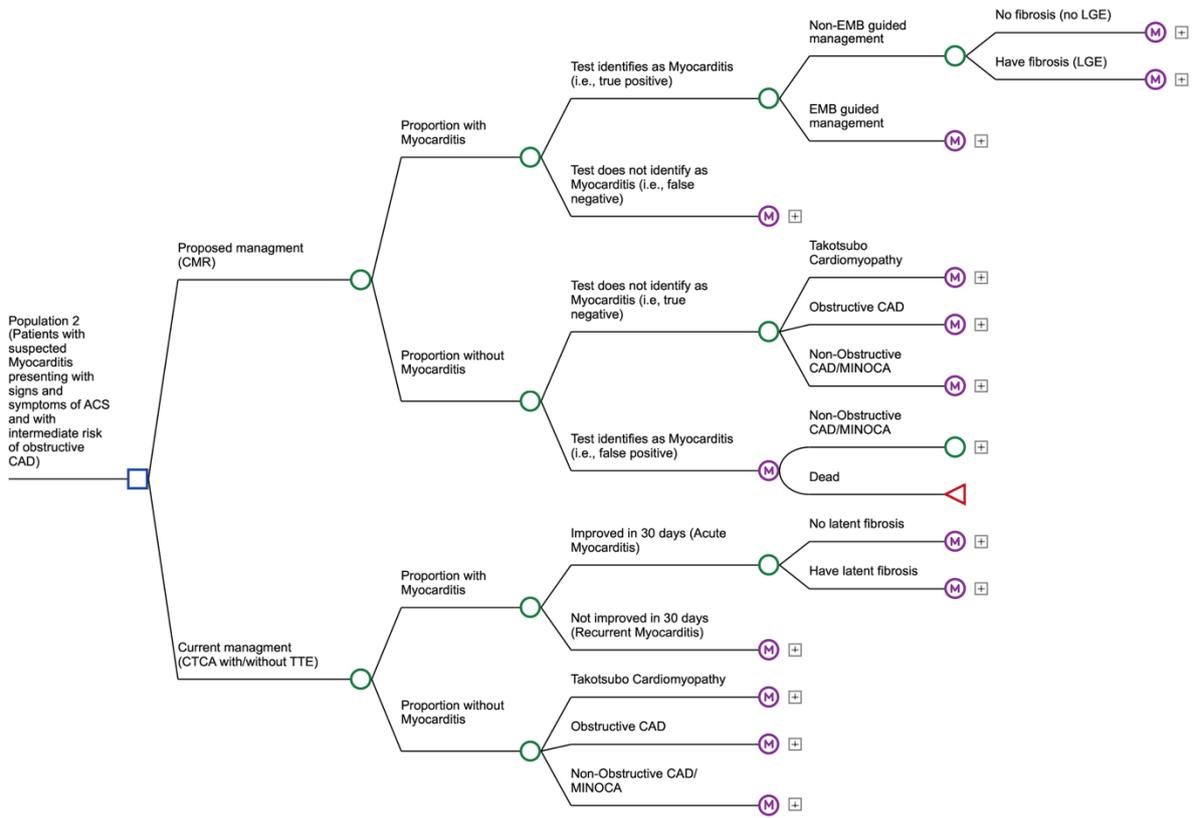 No fibrosis (no LGE)
M
Non-EMB guided
management
Have fibrosis (LGE)
M
Test identifies as Myocarditis
(i.e., true positive)
EMB guided
management
M
Proportion with
Myocarditis
Test does not identify as
Myocarditis (i.e., false
negative)
M
Proposed managment
(CMR)
Takotsubo
Cardiomyopathy
M
Test does not identify as
Myocarditis (i.e, true
negative)
Obstructive CAD
M
Non-Obstructive
CAD/MINOCA
M
Proportion without
Myocarditis
Test identifies as Myocarditis
(i.e., false positive)
M
Non-Obstructive
CAD/MINOCA
Dead
Population 2
(Patients with
suspected
Myocarditis
presenting with
signs and
symptoms of ACS
and with
intermediate risk
of obstructive
CAD)
Current managment
(CTCA with/without TTE)
Proportion with
Myocarditis
Improved in 30 days (Acute
Myocarditis)
No latent fibrosis
M
Have latent fibrosis
M
Not improved in 30 days
(Recurrent Myocarditis)
M
Proportion without
Myocarditis
Takotsubo Cardiomyopathy
M
Obstructive CAD
M
Non-Obstructive CAD/
MINOCA
M